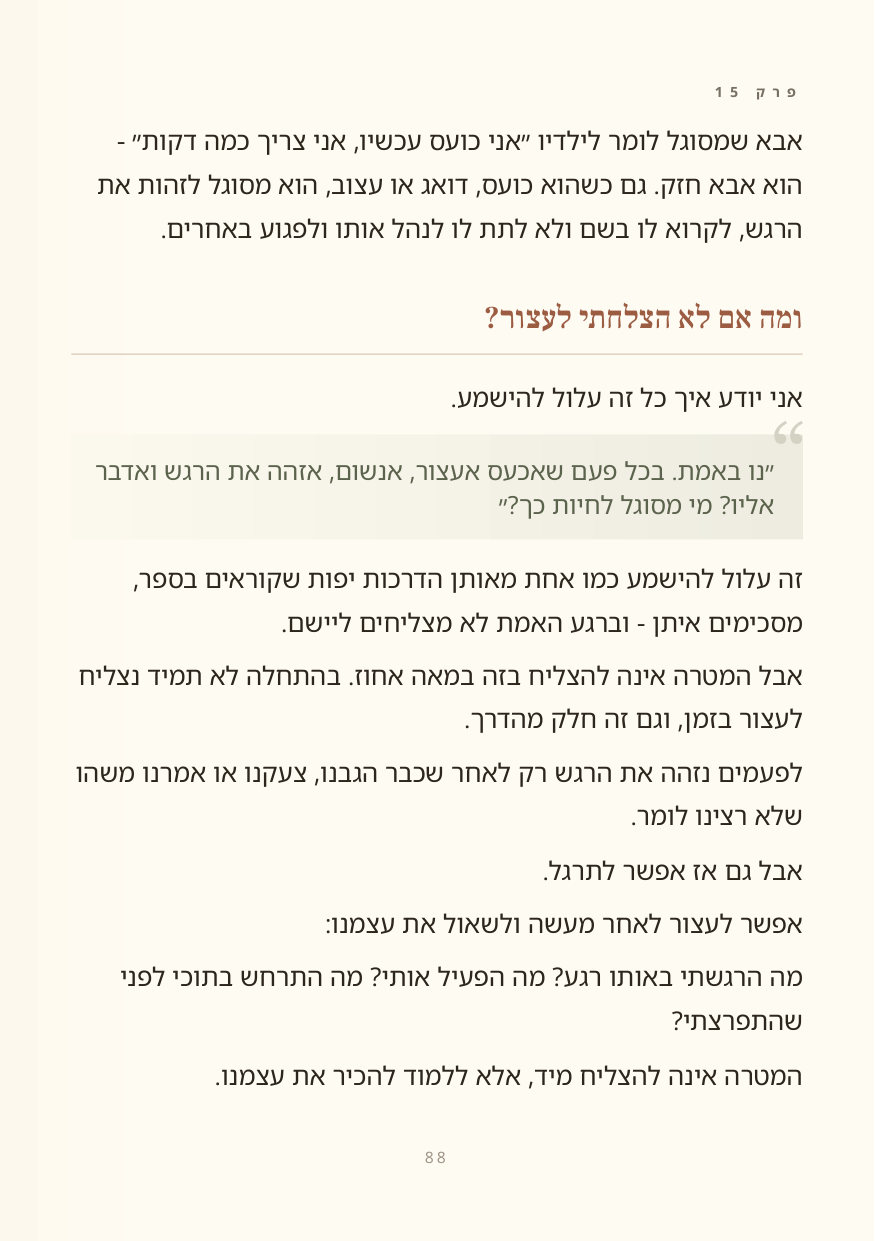 פרק 15
אבא שמסוגל לומר לילדיו ״אני כועס עכשיו, אני צריך כמה דקות״ -
הוא אבא חזק. גם כשהוא כועס, דואג או עצוב, הוא מסוגל לזהות את
הרגש, לקרוא לו בשם ולא לתת לו לנהל אותו ולפגוע באחרים.
ומה אם לא הצלחתי לעצור?
אני יודע איך כל זה עלול להישמע.
״נו באמת. בכל פעם שאכעס אעצור, אנשום, אזהה את הרגש ואדבר
אליו? מי מסוגל לחיות כך?״
זה עלול להישמע כמו אחת מאותן הדרכות יפות שקוראים בספר,
מסכימים איתן - וברגע האמת לא מצליחים ליישם.
אבל המטרה אינה להצליח בזה במאה אחוז. בהתחלה לא תמיד נצליח
לעצור בזמן, וגם זה חלק מהדרך.
לפעמים נזהה את הרגש רק לאחר שכבר הגבנו, צעקנו או אמרנו משהו
שלא רצינו לומר.
אבל גם אז אפשר לתרגל.
אפשר לעצור לאחר מעשה ולשאול את עצמנו:
מה הרגשתי באותו רגע? מה הפעיל אותי? מה התרחש בתוכי לפני
שהתפרצתי?
המטרה אינה להצליח מיד, אלא ללמוד להכיר את עצמנו.
88